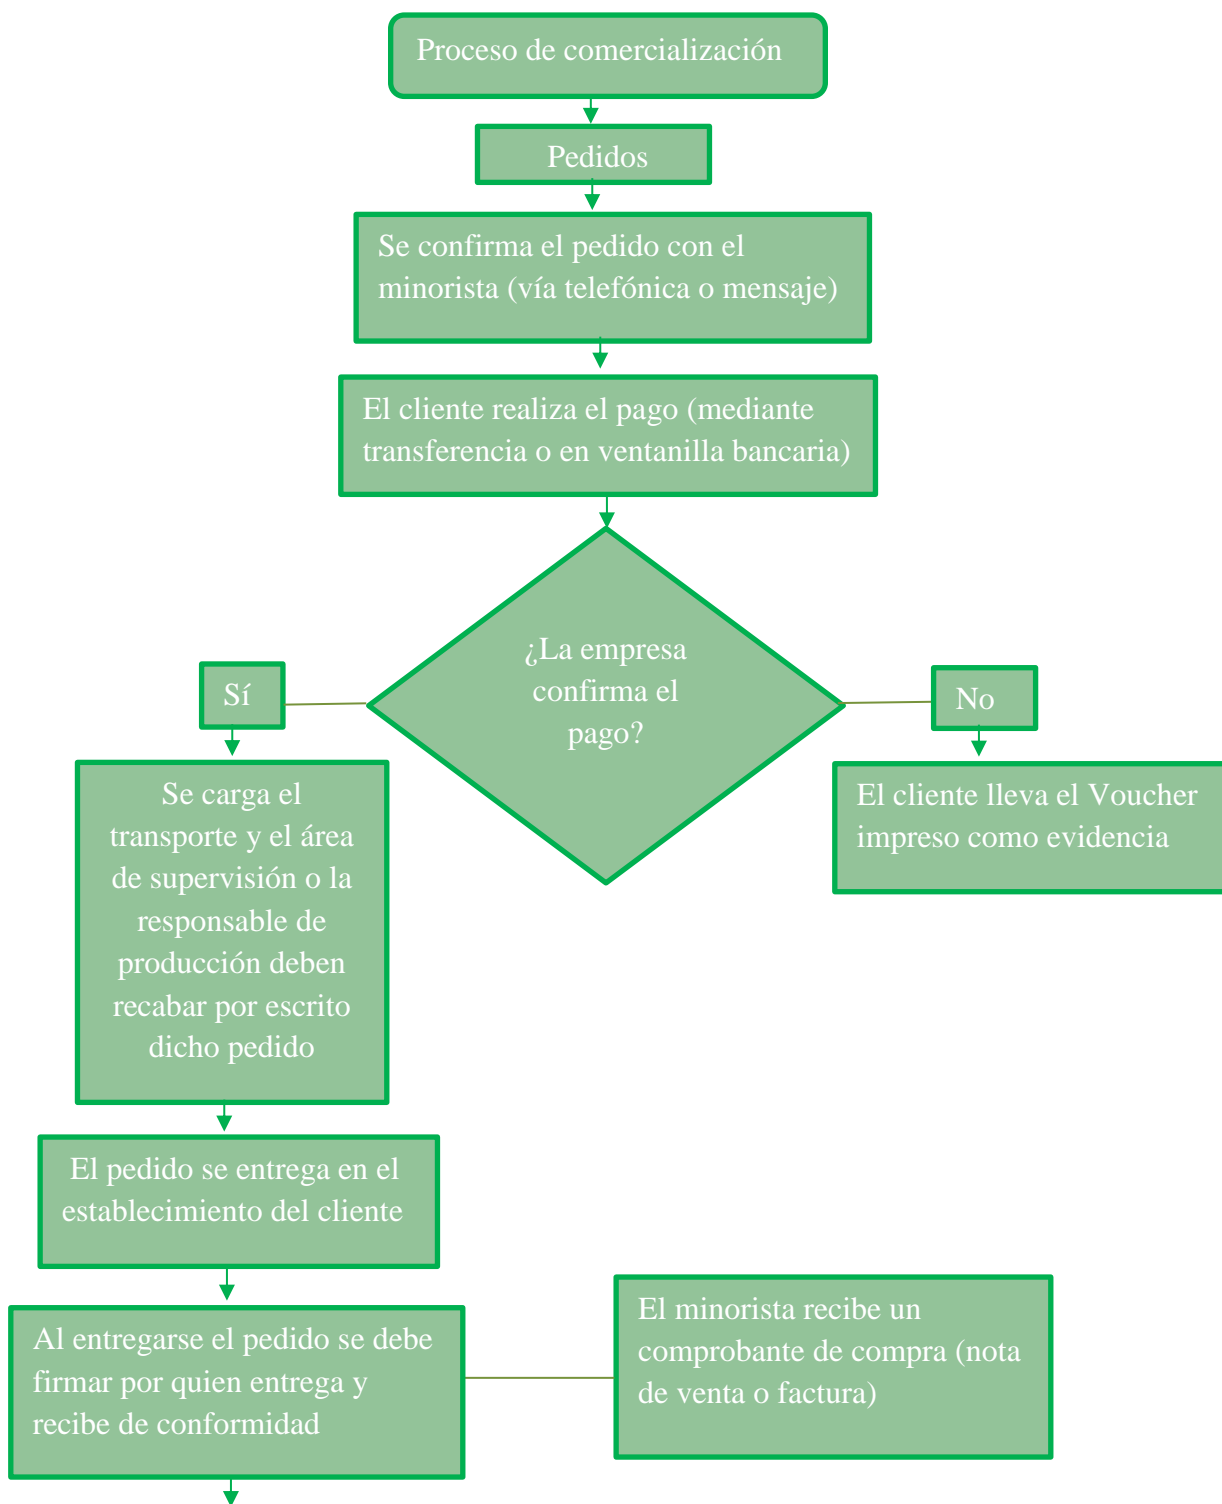 Proceso de comercialización
Pedidos
Se confirma el pedido con el
minorista (vía telefónica o mensaje)
El cliente realiza el pago (mediante
transferencia o en ventanilla bancaria)
¿La empresa
confirma el
pago?
Sí
No
Se carga el
transporte y el área
de supervisión o la
responsable de
producción deben
recabar por escrito
dicho pedido
El cliente lleva el Voucher
impreso como evidencia
El pedido se entrega en el
establecimiento del cliente
Al entregarse el pedido se debe
firmar por quien entrega y
recibe de conformidad
El minorista recibe un
comprobante de compra (nota
de venta o factura)